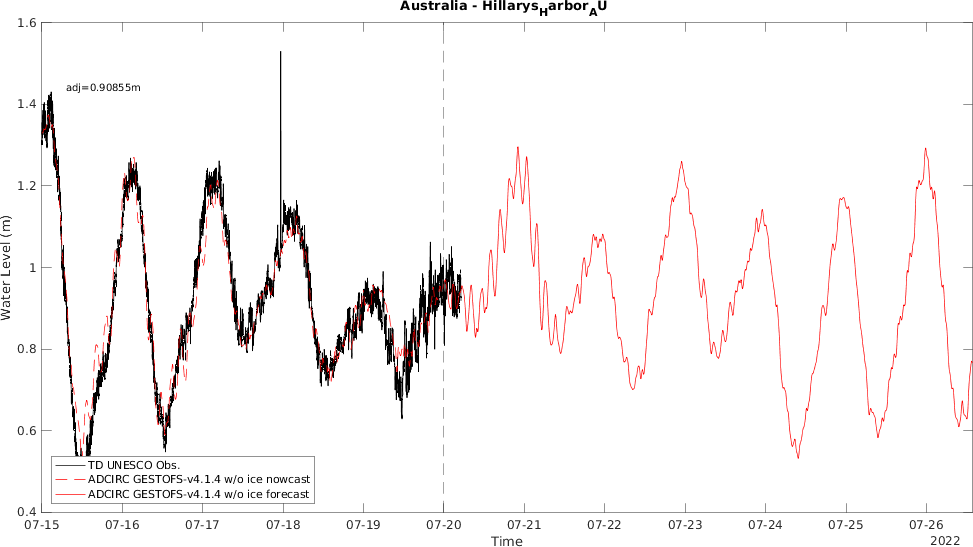 Australia - Hillarys_Harbor_AU
adj=0.90855m
Water Level (m)
1.6
1.4
1.2
1
0.8
0.6
0.4
TD UNESCO Obs.
ADCIRC GESTOFS-v4.1.4 w/o ice nowcast
ADCIRC GESTOFS-v4.1.4 w/o ice forecast
07-15 07-16 07-17 07-18 07-19 07-20 07-21 07-22 07-23 07-24 07-25 07-26
Time
2022